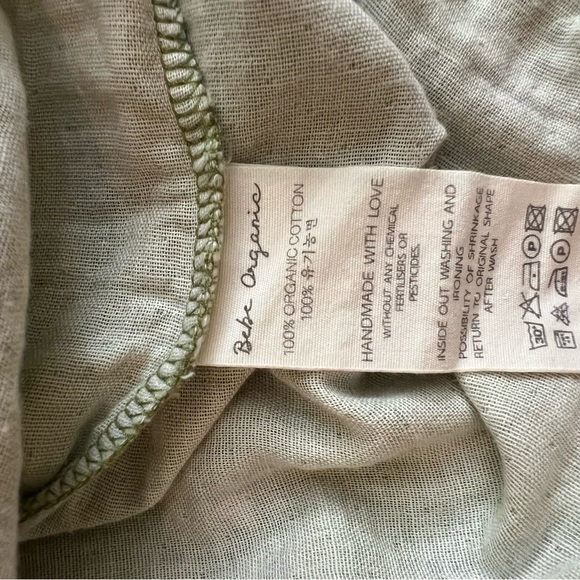 Bebe Organic
100% ORGANIC COTTON
100% 유기농면
HANDMADE WITH LOVE
WITHOUT ANY CHEMICAL
FERTILISERS OR
PESTICIDES.
INSIDE OUT WASHING AND
IRONING
POSSIBILITY OF SHRINKAGE
RETURN TO ORIGINAL SHAPE
AFTER WASH
30°
P